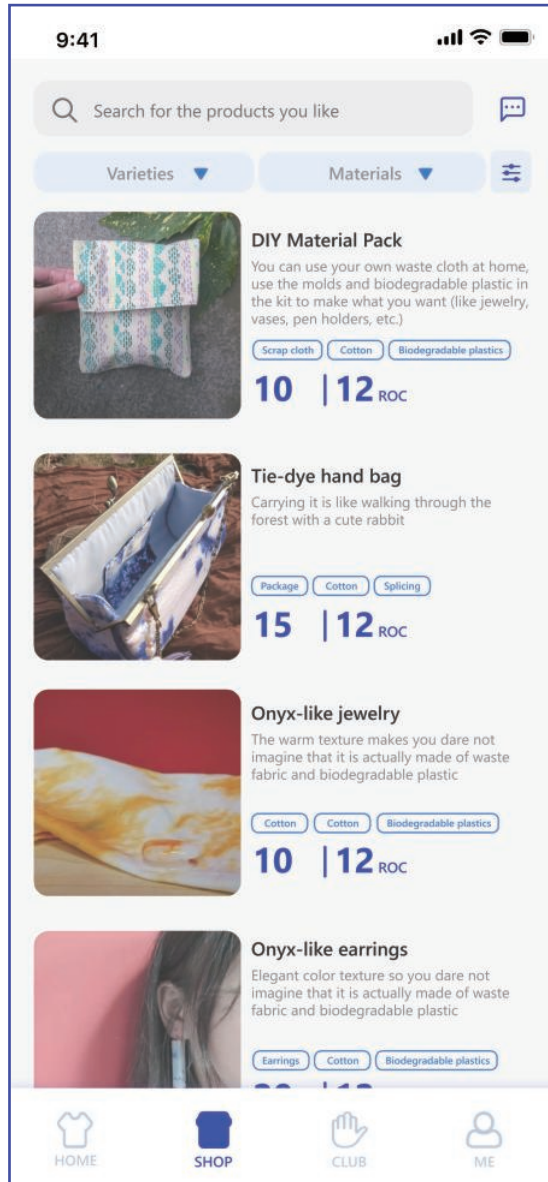 9:41
Search for the products you like
Varieties
Materials
DIY Material Pack
You can use your own waste cloth at home,
use the molds and biodegradable plastic in
the kit to make what you want (like jewelry,
vases, pen holders, etc.)
Scrap cloth Cotton Biodegradable plastics
10 | 12 ROC
Tie-dye hand bag
Carrying it is like walking through the
forest with a cute rabbit
Package Cotton Splicing
15 | 12 ROC
Onyx-like jewelry
The warm texture makes you dare not
imagine that it is actually made of waste
fabric and biodegradable plastic
Cotton Cotton Biodegradable plastics
10 | 12 ROC
Onyx-like earrings
Elegant color texture so you dare not
imagine that it is actually made of waste
fabric and biodegradable plastic
Earrings Cotton Biodegradable plastics
HOME
SHOP
CLUB
ME